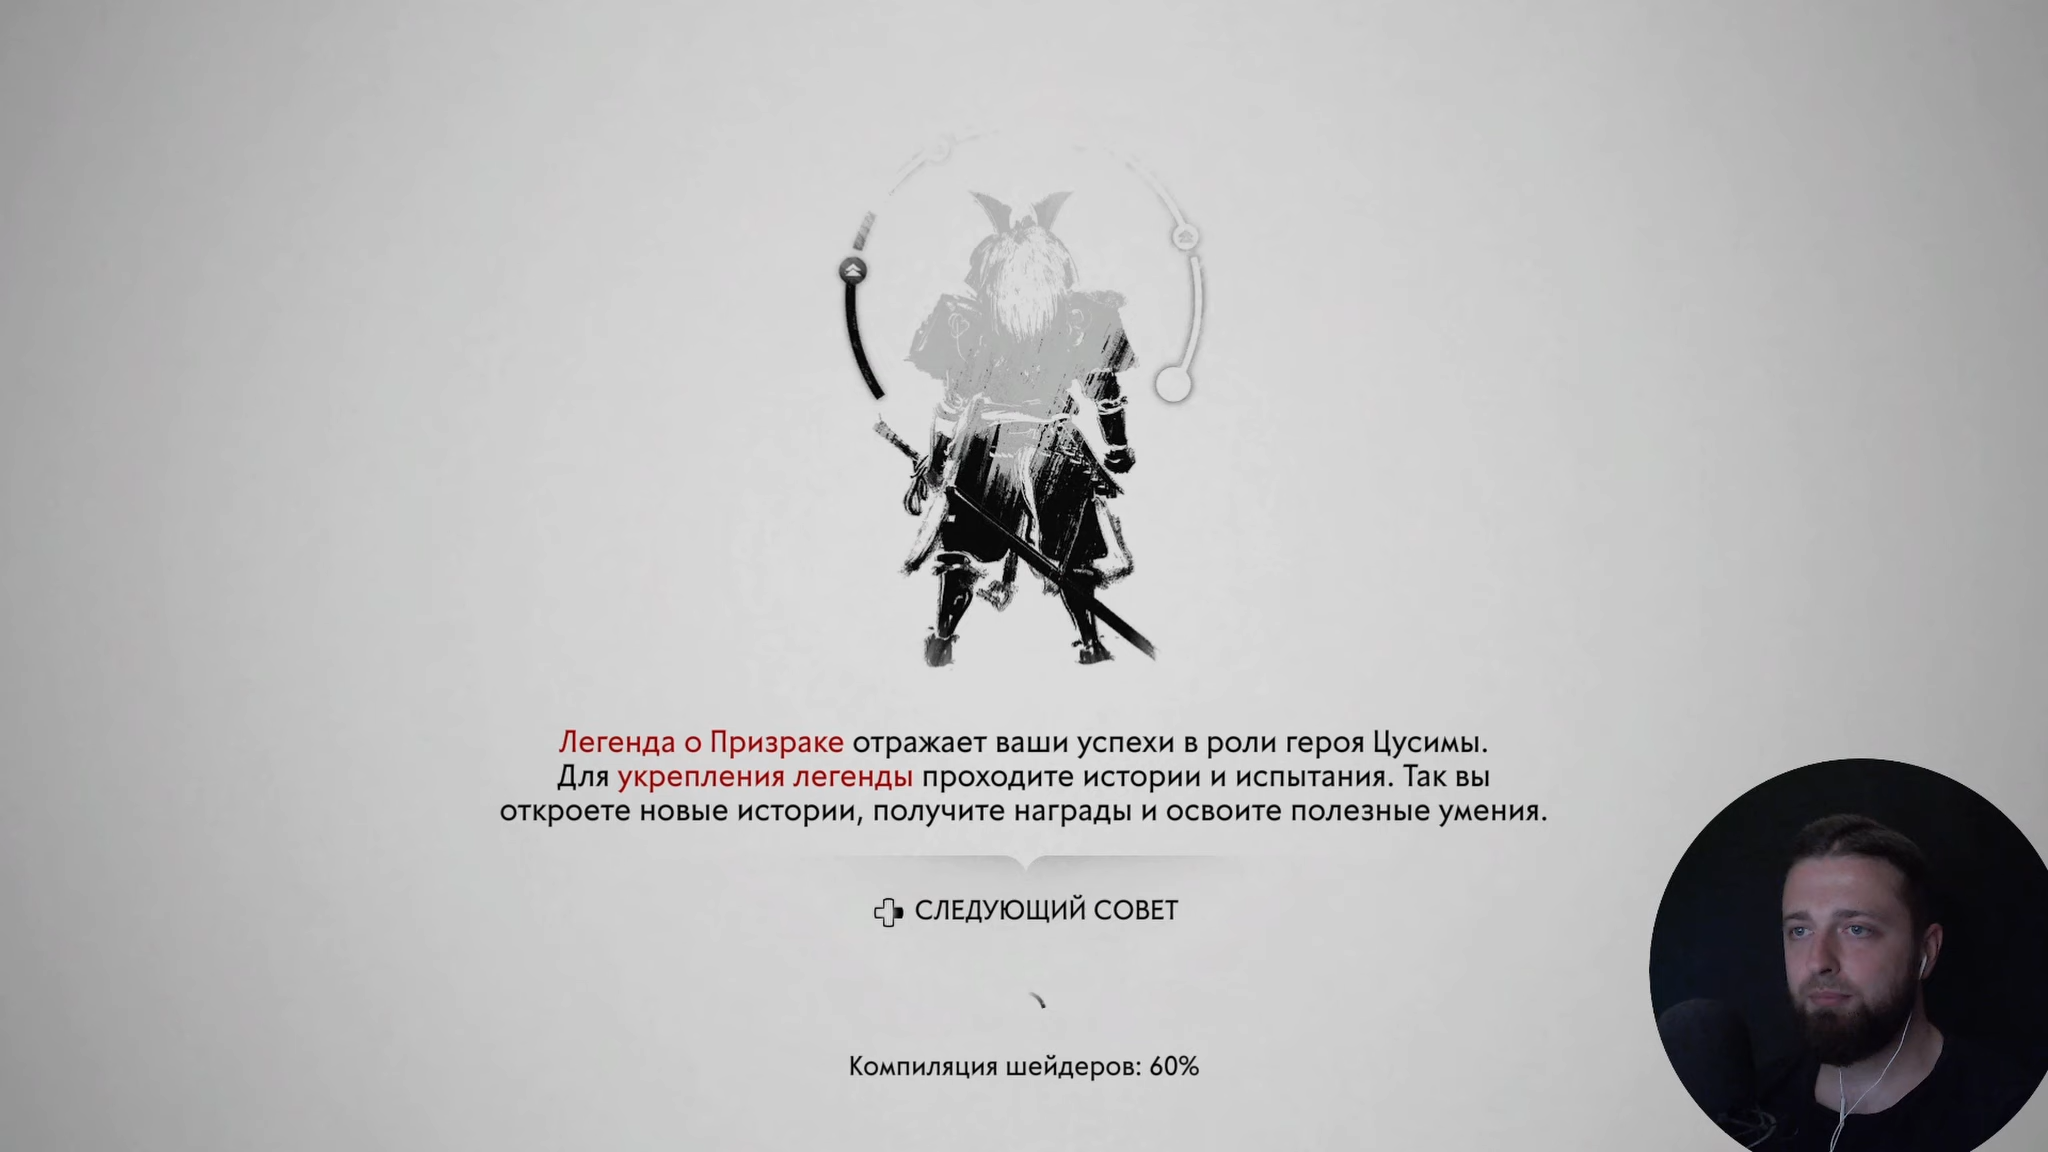 Легенда о Призраке отражает ваши успехи в роли героя Цусимы.
Для укрепления легенды проходите истории и испытания. Так вы
откроете новые истории, получите награды и освоите полезные умения.
СЛЕДУЮЩИЙ СОВЕТ
Компиляция шейдеров: 60%